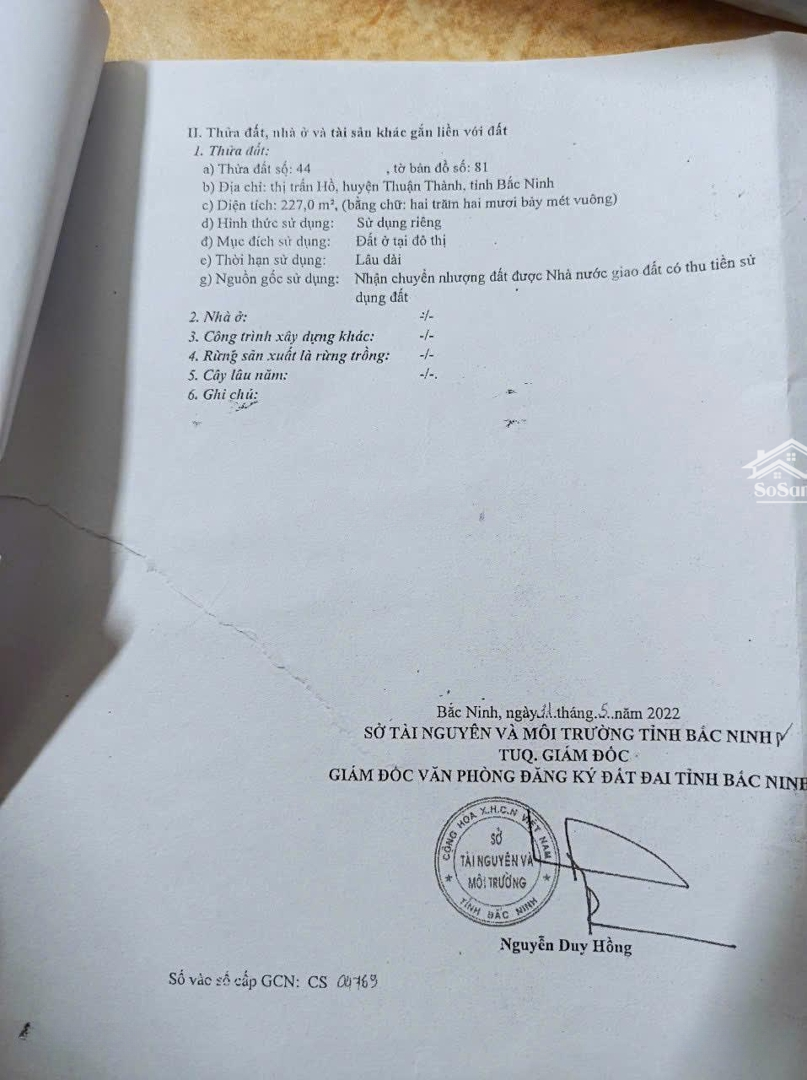 II. Thửa đất, nhà ở và tài sản khác gắn liền với đất
1. Thửa đất:
a) Thửa đất số: 44 , tờ bản đồ số: 81
b) Địa chỉ: thị trấn Hồ, huyện Thuận Thành, tỉnh Bắc Ninh
c) Diện tích: 227,0 m², (bằng chữ: hai trăm hai mươi bảy mét vuông)
d) Hình thức sử dụng: Sử dụng riêng
đ) Mục đích sử dụng: Đất ở tại đô thị
e) Thời hạn sử dụng: Lâu dài
g) Nguồn gốc sử dụng: Nhận chuyển nhượng đất được Nhà nước giao đất có thu tiền sử
dụng đất
2. Nhà ở: -/-
3. Công trình xây dựng khác: -/-
4. Rừng sản xuất là rừng trồng: -/-
5. Cây lâu năm: -/-.
6. Ghi chú:
SoSan
Bắc Ninh, ngày 31 tháng 5 năm 2022
SỞ TÀI NGUYÊN VÀ MÔI TRƯỜNG TỈNH BẮC NINH
TUQ. GIÁM ĐỐC
GIÁM ĐỐC VĂN PHÒNG ĐĂNG KÝ ĐẤT ĐAI TỈNH BẮC NINH
CỘNG HÒA X.H.C.N VIỆT NAM
SỞ
TÀI NGUYÊN VÀ
MÔI TRƯỜNG
TỈNH BẮC NINH
Nguyễn Duy Hồng
Số vào sổ cấp GCN: CS 04769